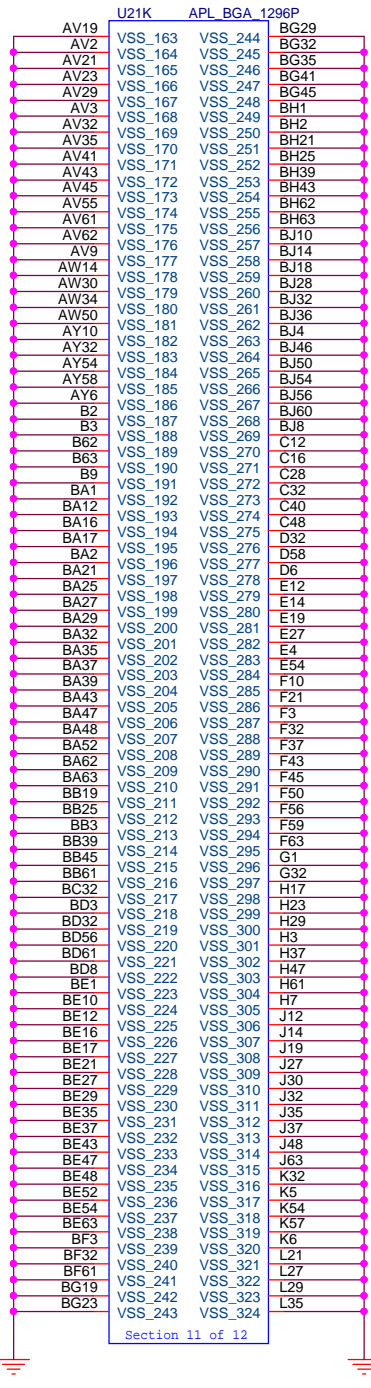 U21K APL_BGA_1296P
AV19 VSS_163 VSS_244 BG29
AV2 VSS_164 VSS_245 BG32
AV21 VSS_165 VSS_246 BG35
AV23 VSS_166 VSS_247 BG41
AV29 VSS_167 VSS_248 BG45
AV3 VSS_168 VSS_249 BH1
AV32 VSS_169 VSS_250 BH2
AV35 VSS_170 VSS_251 BH21
AV41 VSS_171 VSS_252 BH25
AV43 VSS_172 VSS_253 BH39
AV45 VSS_173 VSS_254 BH43
AV55 VSS_174 VSS_255 BH62
AV61 VSS_175 VSS_256 BH63
AV62 VSS_176 VSS_257 BJ10
AV9 VSS_177 VSS_258 BJ14
AW14 VSS_178 VSS_259 BJ18
AW30 VSS_179 VSS_260 BJ28
AW34 VSS_180 VSS_261 BJ32
AW50 VSS_181 VSS_262 BJ36
AY10 VSS_182 VSS_263 BJ4
AY32 VSS_183 VSS_264 BJ46
AY54 VSS_184 VSS_265 BJ50
AY58 VSS_185 VSS_266 BJ54
AY6 VSS_186 VSS_267 BJ56
B2 VSS_187 VSS_268 BJ60
B3 VSS_188 VSS_269 BJ8
B62 VSS_189 VSS_270 C12
B63 VSS_190 VSS_271 C16
B9 VSS_191 VSS_272 C28
BA1 VSS_192 VSS_273 C32
BA12 VSS_193 VSS_274 C40
BA16 VSS_194 VSS_275 C48
BA17 VSS_195 VSS_276 D32
BA2 VSS_196 VSS_277 D58
BA21 VSS_197 VSS_278 D6
BA25 VSS_198 VSS_279 E12
BA27 VSS_199 VSS_280 E14
BA29 VSS_200 VSS_281 E19
BA32 VSS_201 VSS_282 E27
BA35 VSS_202 VSS_283 E4
BA37 VSS_203 VSS_284 E54
BA39 VSS_204 VSS_285 F10
BA43 VSS_205 VSS_286 F21
BA47 VSS_206 VSS_287 F3
BA48 VSS_207 VSS_288 F32
BA52 VSS_208 VSS_289 F37
BA62 VSS_209 VSS_290 F43
BA63 VSS_210 VSS_291 F45
BB19 VSS_211 VSS_292 F50
BB25 VSS_212 VSS_293 F56
BB3 VSS_213 VSS_294 F59
BB39 VSS_214 VSS_295 F63
BB45 VSS_215 VSS_296 G1
BB61 VSS_216 VSS_297 G32
BC32 VSS_217 VSS_298 H17
BD3 VSS_218 VSS_299 H23
BD32 VSS_219 VSS_300 H29
BD56 VSS_220 VSS_301 H3
BD61 VSS_221 VSS_302 H37
BD8 VSS_222 VSS_303 H47
BE1 VSS_223 VSS_304 H61
BE10 VSS_224 VSS_305 H7
BE12 VSS_225 VSS_306 J12
BE16 VSS_226 VSS_307 J14
BE17 VSS_227 VSS_308 J19
BE21 VSS_228 VSS_309 J27
BE27 VSS_229 VSS_310 J30
BE29 VSS_230 VSS_311 J32
BE35 VSS_231 VSS_312 J35
BE37 VSS_232 VSS_313 J37
BE43 VSS_233 VSS_314 J48
BE47 VSS_234 VSS_315 J63
BE48 VSS_235 VSS_316 K32
BE52 VSS_236 VSS_317 K5
BE54 VSS_237 VSS_318 K54
BE63 VSS_238 VSS_319 K57
BF3 VSS_239 VSS_320 K6
BF32 VSS_240 VSS_321 L21
BF61 VSS_241 VSS_322 L27
BG19 VSS_242 VSS_323 L29
BG23 VSS_243 VSS_324 L35
Section 11 of 12